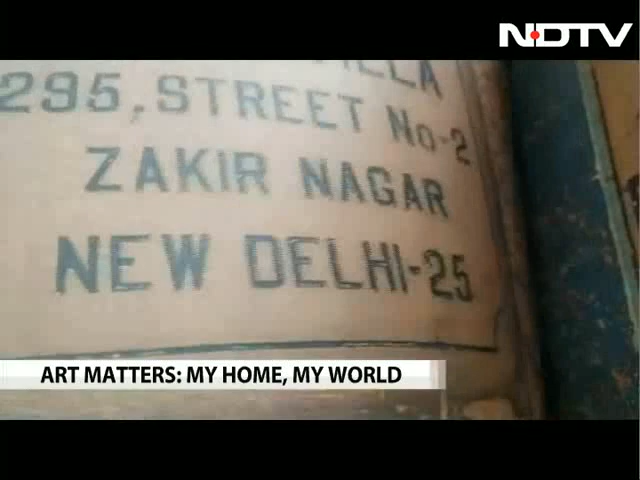 NDTV
295, STREET No-2
ZAKIR NAGAR
NEW DELHI-25
ART MATTERS: MY HOME, MY WORLD